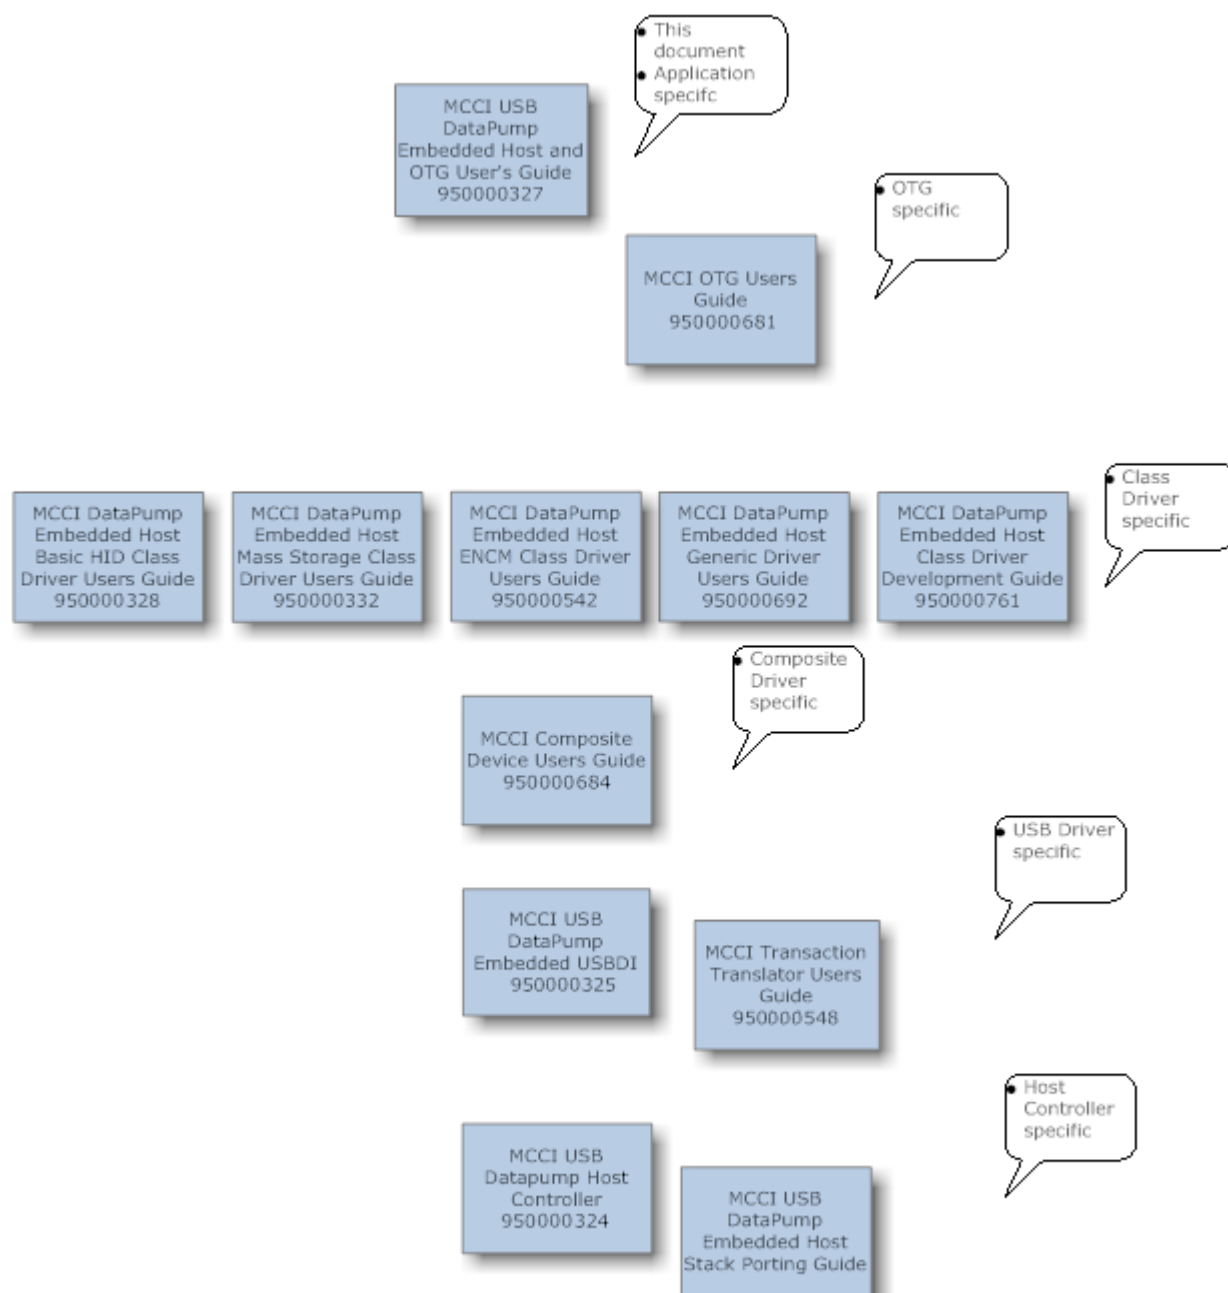 This
document
Application
specifc
MCCI USB
DataPump
Embedded Host and
OTG User's Guide
950000327
OTG
specific
MCCI OTG Users
Guide
950000681
Class
Driver
specific
MCCI DataPump
Embedded Host
Basic HID Class
Driver Users Guide
950000328
MCCI DataPump
Embedded Host
Mass Storage Class
Driver Users Guide
950000332
MCCI DataPump
Embedded Host
ENCM Class Driver
Users Guide
950000542
MCCI DataPump
Embedded Host
Generic Driver
Users Guide
950000692
MCCI DataPump
Embedded Host
Class Driver
Development Guide
950000761
Composite
Driver
specific
MCCI Composite
Device Users Guide
950000684
USB Driver
specific
MCCI USB
DataPump
Embedded USBDI
950000325
MCCI Transaction
Translator Users
Guide
950000548
Host
Controller
specific
MCCI USB
Datapump Host
Controller
950000324
MCCI USB
DataPump
Embedded Host
Stack Porting Guide